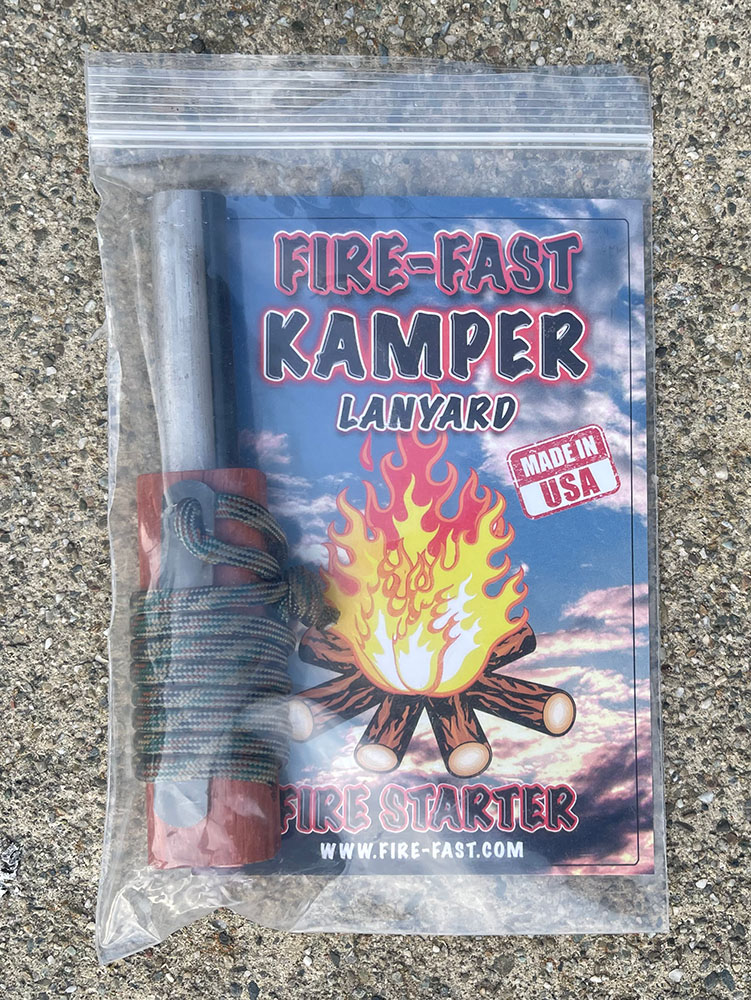 FIRE-FAST
KAMPER
LANYARD
MADE IN
USA
FIRE STARTER
WWW.FIRE-FAST.COM